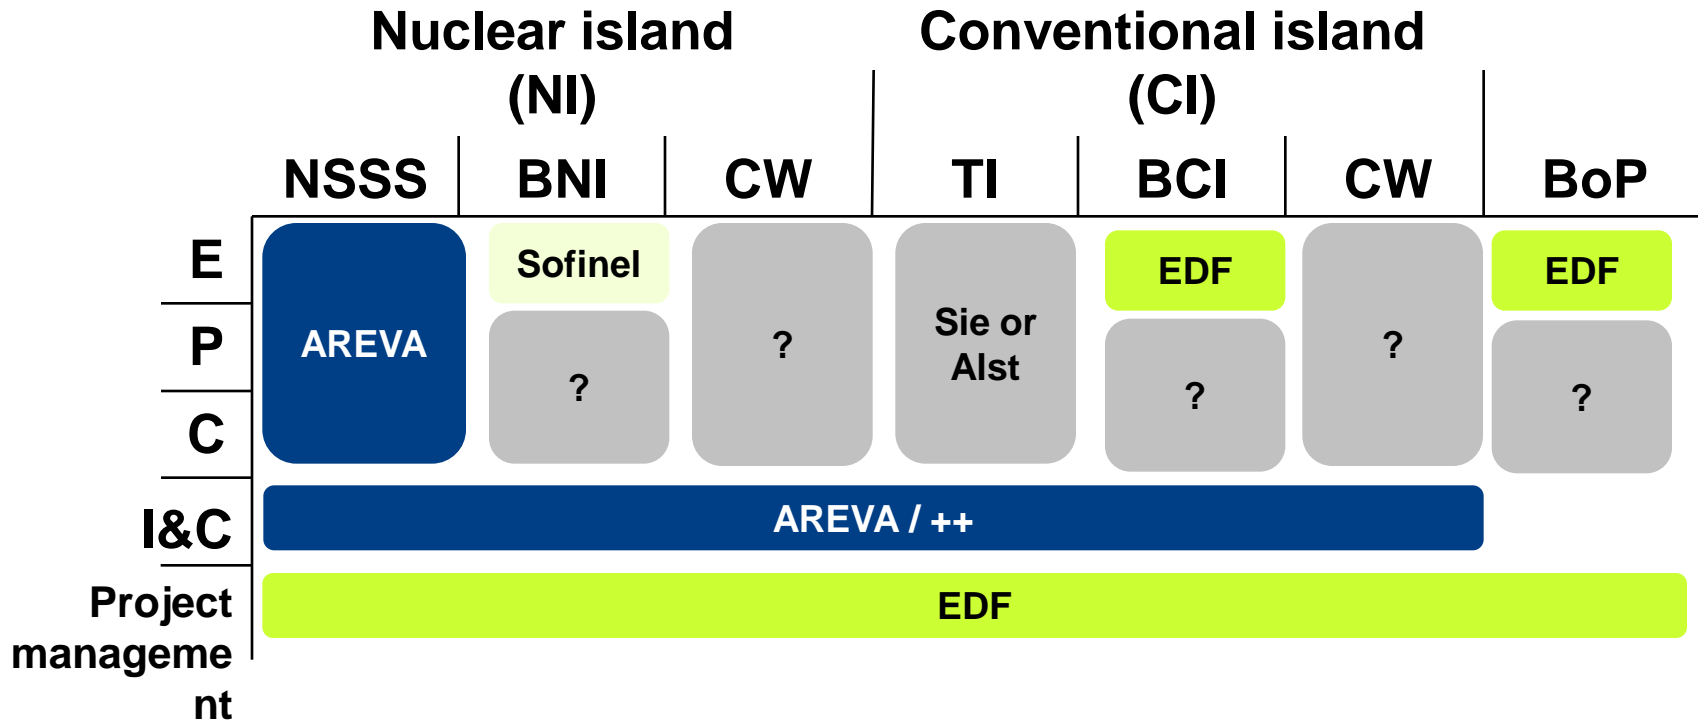 Nuclear island
(NI)
Conventional island
(CI)
NSSS
BNI
CW
TI
BCI
CW
BoP
E
P
C
I&C
Project
manageme
nt
AREVA
Sofinel
?
?
Sie or
Alst
EDF
?
?
EDF
?
AREVA / ++
EDF